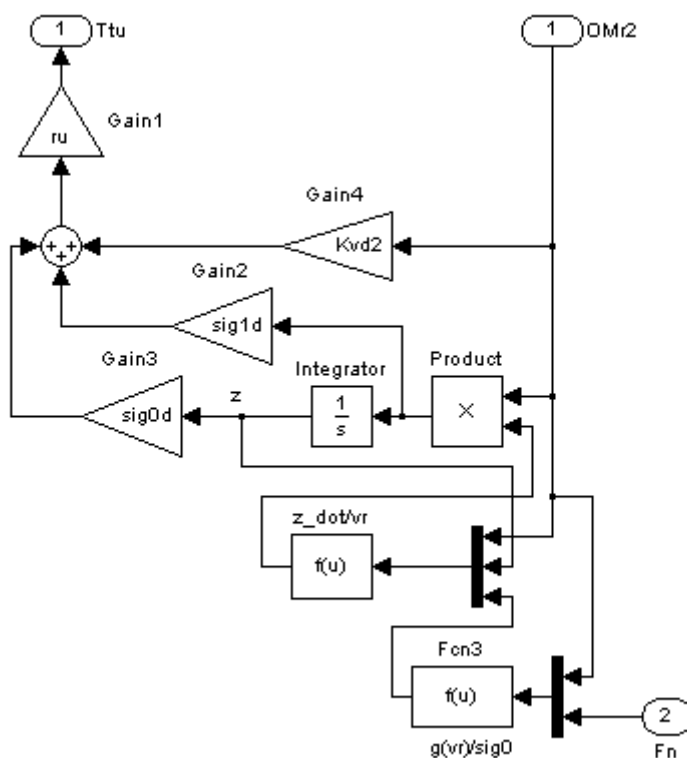 1 Ttu 1 OMr2
ru Gain1
Gain4
+ + + Kvd2
Gain2
sig1d
Gain3 Integrator Product
sig0d z 1/s ×
z_dot/vr
f(u)
Fcn3
f(u) 2
g(vr)/sig0 Fn